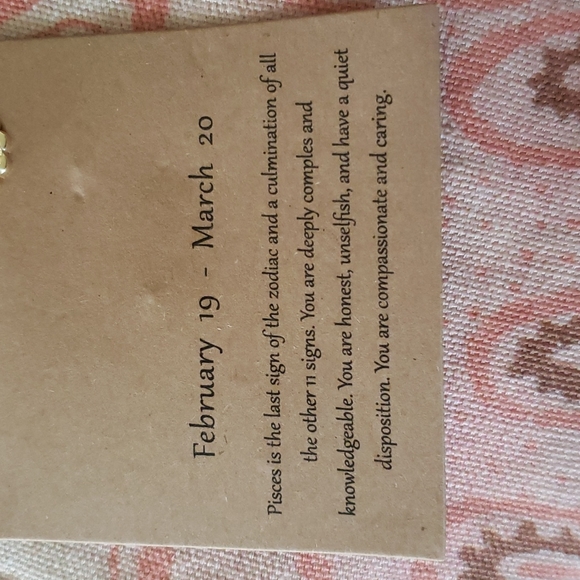 February 19 - March 20
Pisces is the last sign of the zodiac and a culmination of all
the other 11 signs. You are deeply comples and
knowledgeable. You are honest, unselfish, and have a quiet
disposition. You are compassionate and caring.